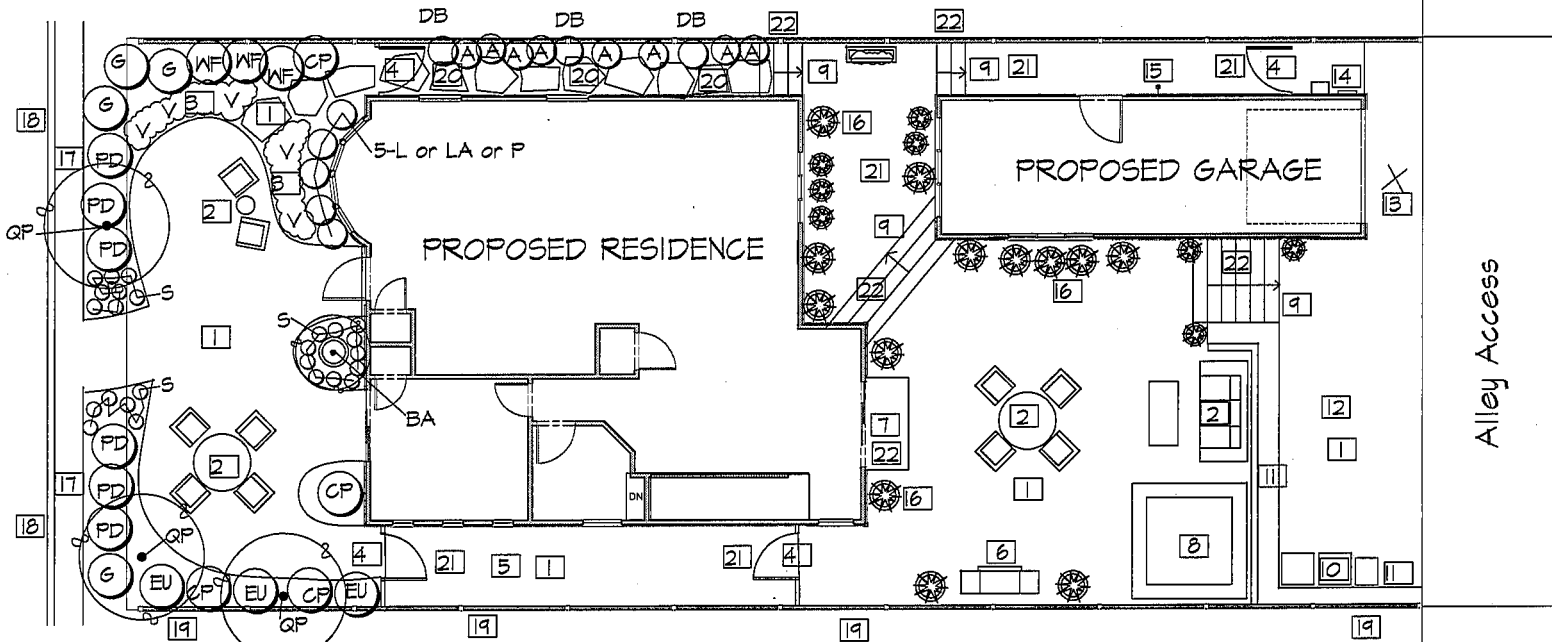 DB DB DB 22 22
G G WF WF WF CP 4 20 A A A A A A A A 20 20 9 9 21 15 21 4 14
G V 3 V 1
18 V 5-L or LA or P 16
17 PD PROPOSED GARAGE
3 V 21
PD 2 V 13
QP PD PROPOSED RESIDENCE 9
S 22 16 22
9
1 S
S BA 2 2 12
7 1
PD 22
17 2 CP PD DN 16 1 11
18 PD QP
4 21 5 1 21 4 6 8
G EU CP EU CP EU 10 11
19 QP 19 19 19
Alley Access